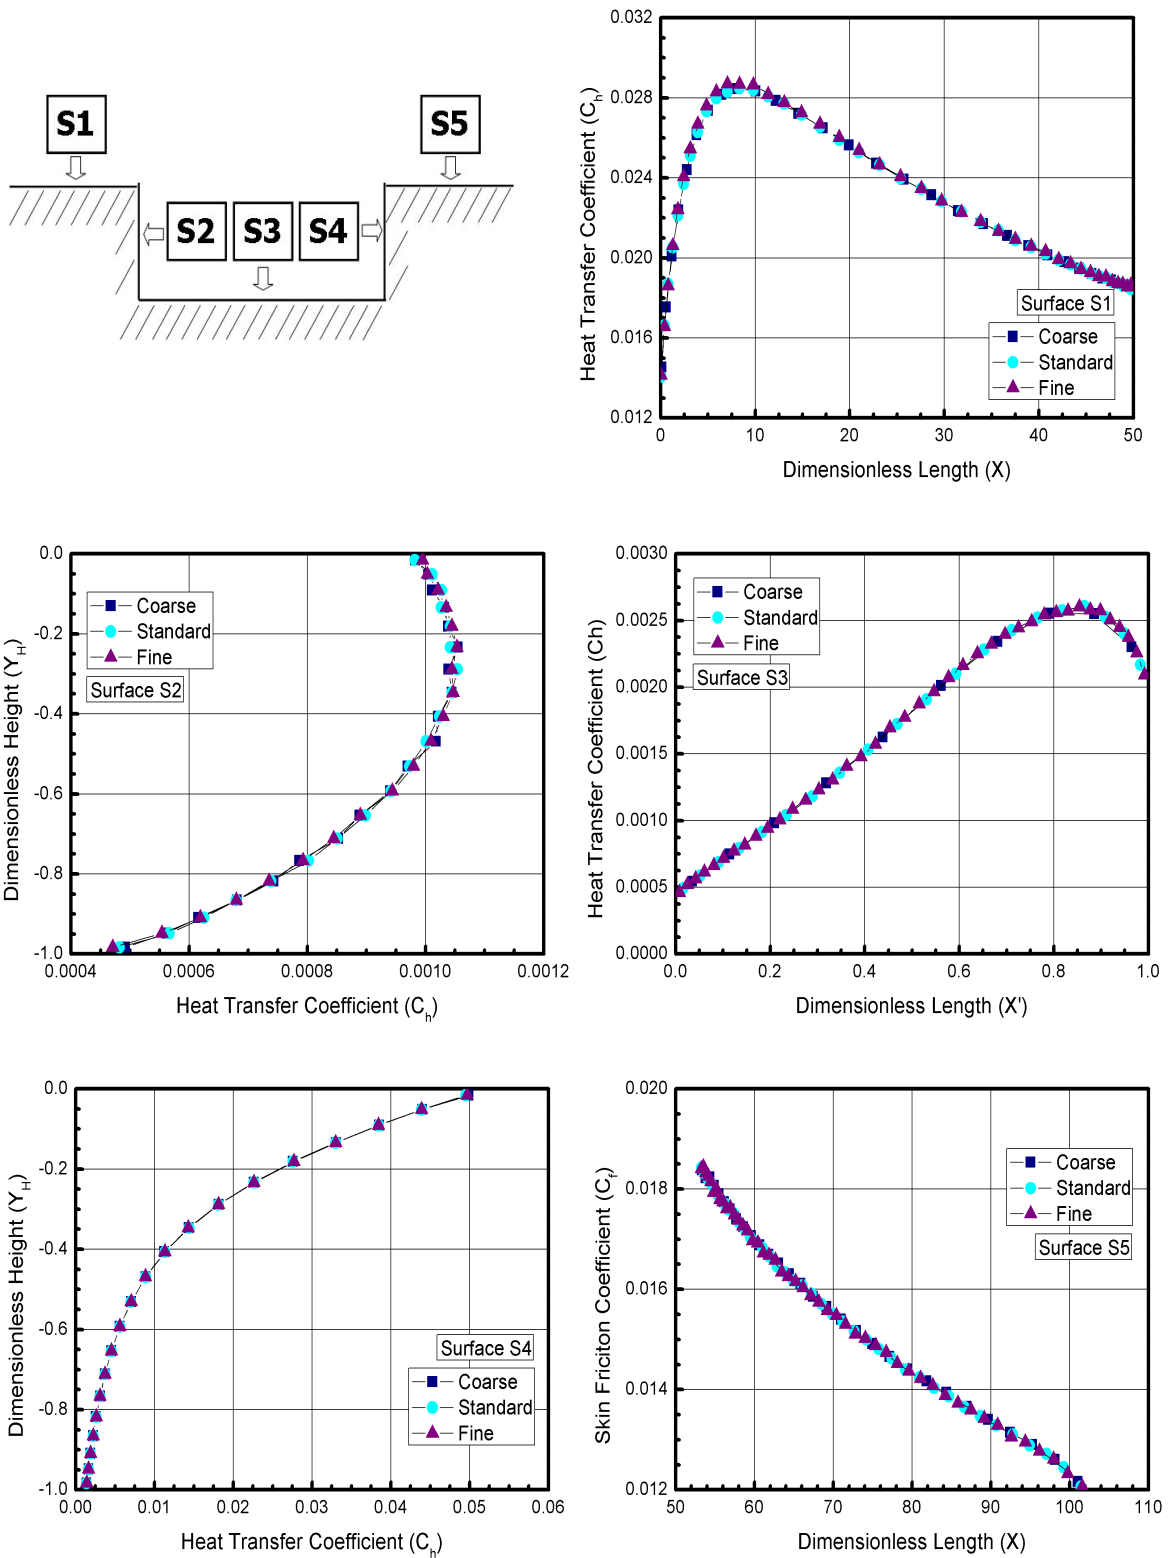 S1
S5
S2
S3
S4
0.032
0.028
0.024
0.020
0.016
0.012
Heat Transfer Coefficient (Ch)
Surface S1
Coarse
Standard
Fine
0 10 20 30 40 50
Dimensionless Length (X)
0.0
-0.2
-0.4
-0.6
-0.8
-1.0
Dimensionless Height (YH)
Coarse
Standard
Fine
Surface S2
0.0004 0.0006 0.0008 0.0010 0.0012
Heat Transfer Coefficient (Ch)
0.0030
0.0025
0.0020
0.0015
0.0010
0.0005
0.0000
Heat Transfer Coefficient (Ch)
Coarse
Standard
Fine
Surface S3
0.0 0.2 0.4 0.6 0.8 1.0
Dimensionless Length (X')
0.0
-0.2
-0.4
-0.6
-0.8
-1.0
Dimensionless Height (YH)
Surface S4
Coarse
Standard
Fine
0.00 0.01 0.02 0.03 0.04 0.05 0.06
Heat Transfer Coefficient (Ch)
0.020
0.018
0.016
0.014
0.012
Skin Friciton Coefficient (Cf)
Coarse
Standard
Fine
Surface S5
50 60 70 80 90 100 110
Dimensionless Length (X)